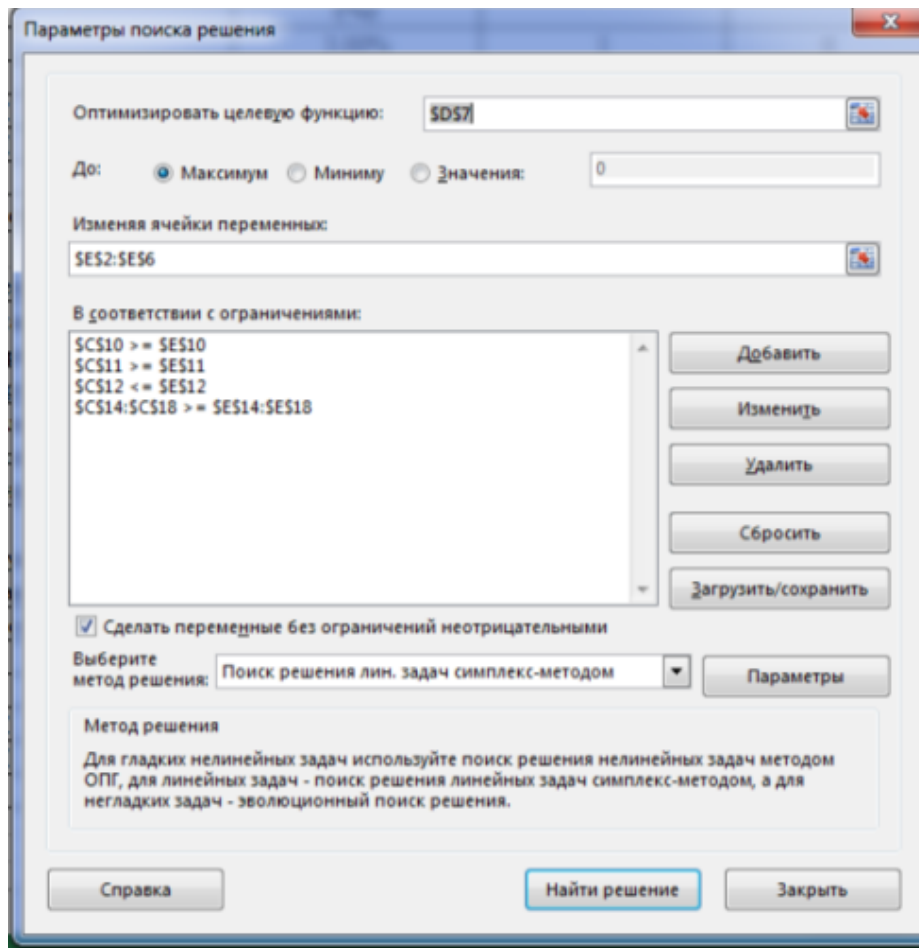 Параметры поиска решения
Оптимизировать целевую функцию: $D$7
До: Максимум Миниму Значения: 0
Изменяя ячейки переменных:
$E$2:$E$6
В соответствии с ограничениями:
$C$10 >= $E$10
$C$11 >= $E$11
$C$12 <= $E$12
$C$14:$C$18 >= $E$14:$E$18
Добавить
Изменить
Удалить
Сбросить
Загрузить/сохранить
Сделать переменные без ограничений неотрицательными
Выберите
метод решения: Поиск решения лин. задач симплекс-методом Параметры
Метод решения
Для гладких нелинейных задач используйте поиск решения нелинейных задач методом
ОПГ, для линейных задач - поиск решения линейных задач симплекс-методом, а для
негладких задач - эволюционный поиск решения.
Справка Найти решение Закрыть